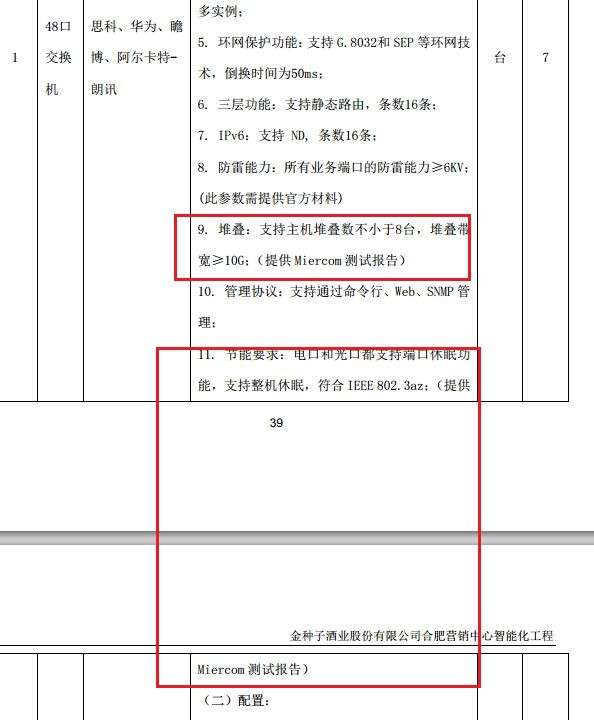 多实例；
48口
交换
机
思科、华为、瞻
博、阿尔卡特-
朗讯
1
5. 环网保护功能：支持 G.8032和 SEP 等环网技
术，倒换时间为50ms；
台
7
6. 三层功能：支持静态路由，条数16条；
7. IPv6：支持 ND，条数16条；
8. 防雷能力：所有业务端口的防雷能力≥6KV；
(此参数需提供官方材料)
9. 堆叠：支持主机堆叠数不小于8台，堆叠带
宽≥10G；（提供 Miercom 测试报告）
10. 管理协议：支持通过命令行、Web、SNMP 管
理；
11. 节能要求：电口和光口都支持端口休眠功
能，支持整机休眠，符合 IEEE 802.3az；（提供
39
金种子酒业股份有限公司合肥营销中心智能化工程
Miercom 测试报告）
（二）配置：